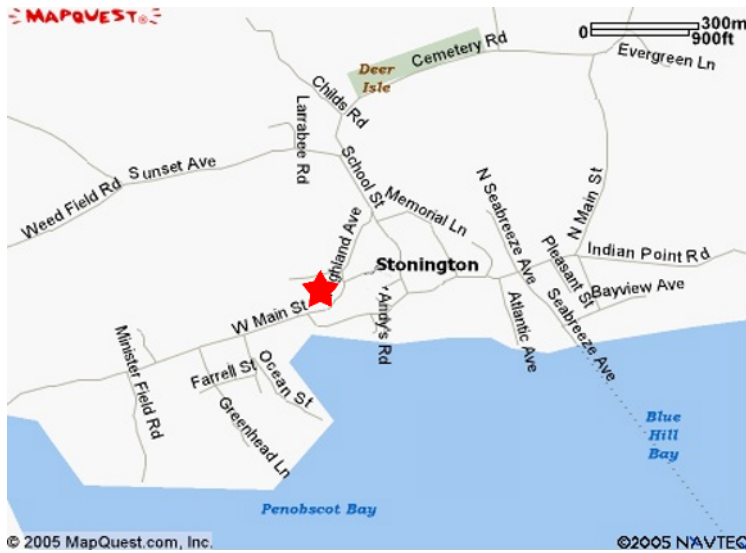 MAPQUEST®
300m
0
900ft
Cemetery Rd
Evergreen Ln
Deer
Isle
Childs Rd
Larrabee Rd
Sunset Ave
School St
Memorial Ln
N Seabreeze Ave
N Main St
Weed Field Rd
Stonington
Pleasant St
Indian Point Rd
Bayview Ave
W Main St
Andy's Rd
Atlantic Ave
Seabreeze Ave
Minister Field Rd
Farrell St
Ocean St
Greenhead Ln
Blue
Hill
Bay
Penobscot Bay
© 2005 MapQuest.com, Inc.
©2005 NAVTEQ